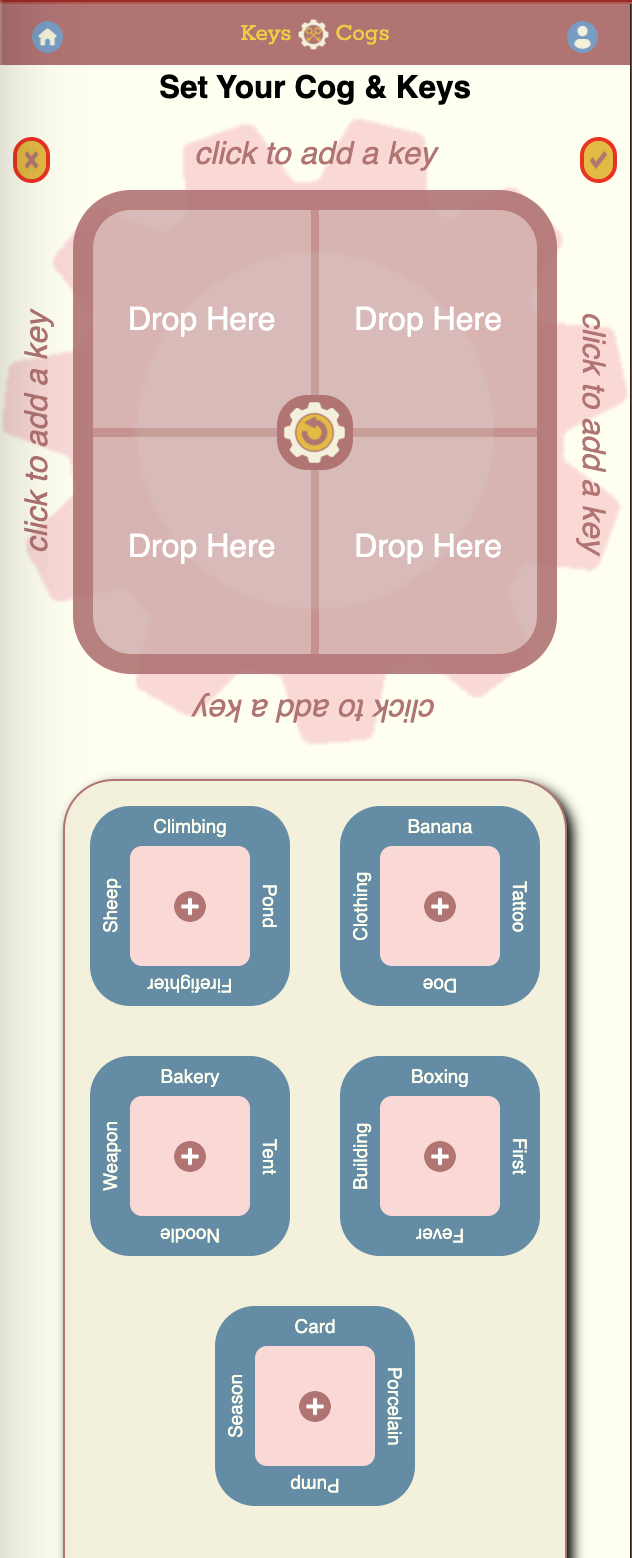 Keys Cogs
Set Your Cog & Keys
click to add a key
click to add a key
click to add a key
Drop Here
Drop Here
Drop Here
Drop Here
click to add a key
Climbing
Sheep
Pond
Firefighter
Banana
Clothing
Tattoo
Doe
Bakery
Weapon
Tent
Noodle
Boxing
Building
First
Fever
Card
Season
Porcelain
Pump